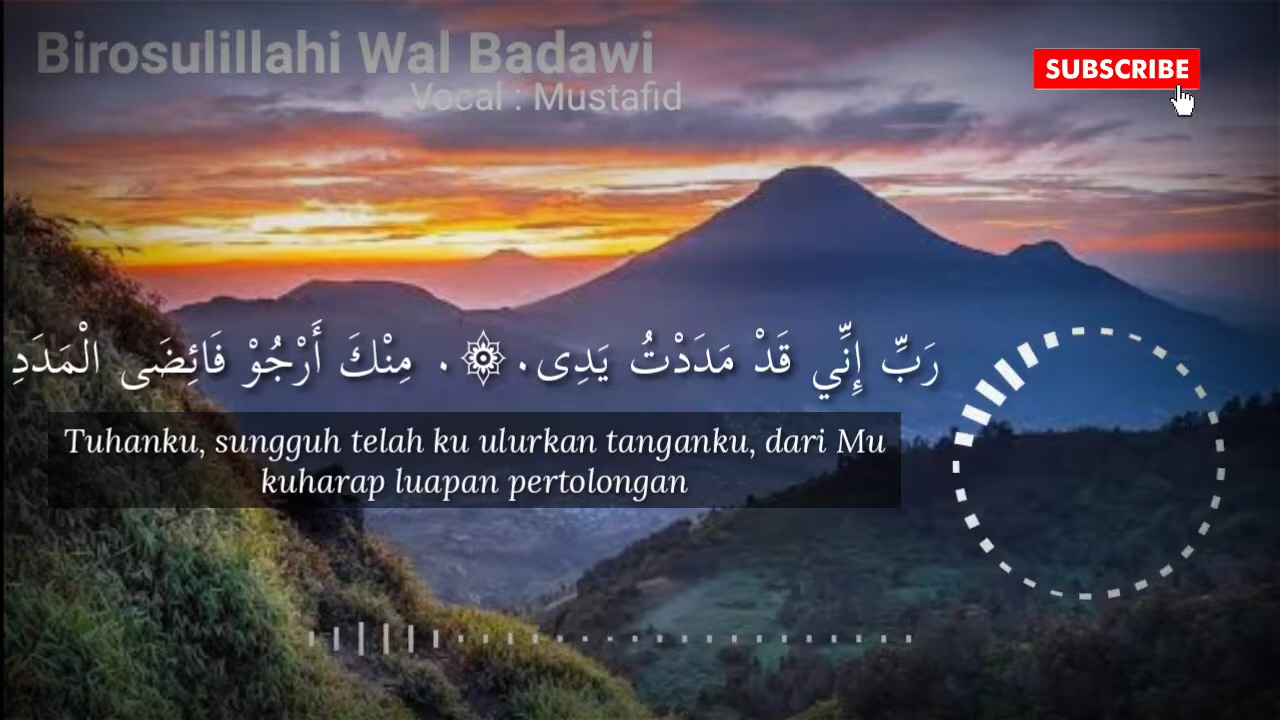 Birosulillahi Wal Badawi
Vocal : Mustafid
SUBSCRIBE
رَبِّ إِنِّي قَدْ مَدَدْتُ يَدِى. . مِنْكَ أَرْجُوْ فَائِضَى الْمَدَدِ
Tuhanku, sungguh telah ku ulurkan tanganku, dari Mu
kuharap luapan pertolongan